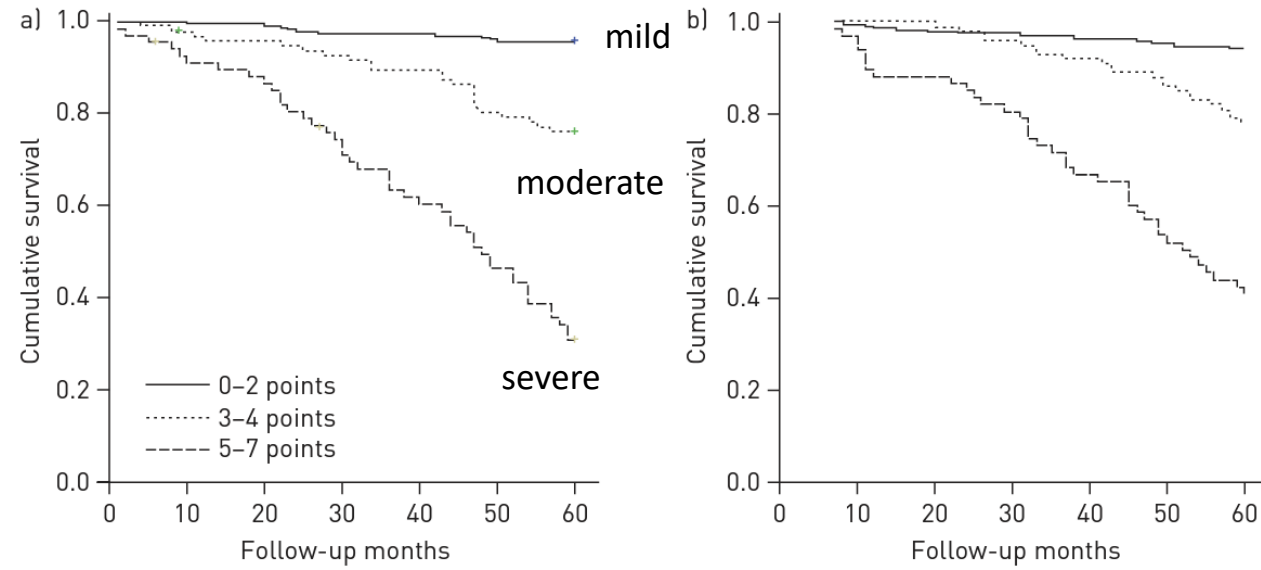 a)
1.0
0.8
0.6
0.4
0.2
0.0
Cumulative survival
mild
moderate
severe
0–2 points
3–4 points
5–7 points
0 10 20 30 40 50 60
Follow-up months
b)
1.0
0.8
0.6
0.4
0.2
0.0
Cumulative survival
0 10 20 30 40 50 60
Follow-up months